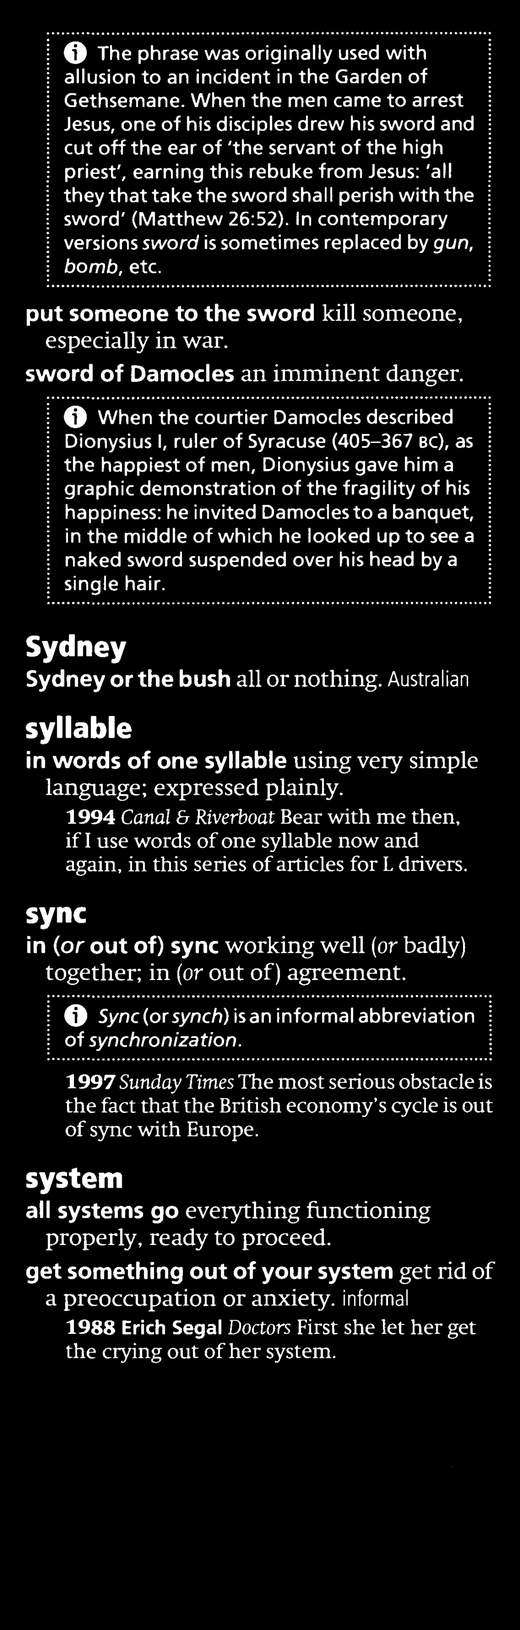 ⓘ The phrase was originally used with
allusion to an incident in the Garden of
Gethsemane. When the men came to arrest
Jesus, one of his disciples drew his sword and
cut off the ear of ‘the servant of the high
priest’, earning this rebuke from Jesus: ‘all
they that take the sword shall perish with the
sword’ (Matthew 26:52). In contemporary
versions sword is sometimes replaced by gun,
bomb, etc.
put someone to the sword kill someone,
especially in war.
sword of Damocles an imminent danger.
ⓘ When the courtier Damocles described
Dionysius I, ruler of Syracuse (405–367 BC), as
the happiest of men, Dionysius gave him a
graphic demonstration of the fragility of his
happiness: he invited Damocles to a banquet,
in the middle of which he looked up to see a
naked sword suspended over his head by a
single hair.
Sydney
Sydney or the bush all or nothing. Australian
syllable
in words of one syllable using very simple
language; expressed plainly.
1994 Canal & Riverboat Bear with me then,
if I use words of one syllable now and
again, in this series of articles for L drivers.
sync
in (or out of) sync working well (or badly)
together; in (or out of) agreement.
ⓘ Sync (or synch) is an informal abbreviation
of synchronization.
1997 Sunday Times The most serious obstacle is
the fact that the British economy’s cycle is out
of sync with Europe.
system
all systems go everything functioning
properly, ready to proceed.
get something out of your system get rid of
a preoccupation or anxiety. informal
1988 Erich Segal Doctors First she let her get
the crying out of her system.